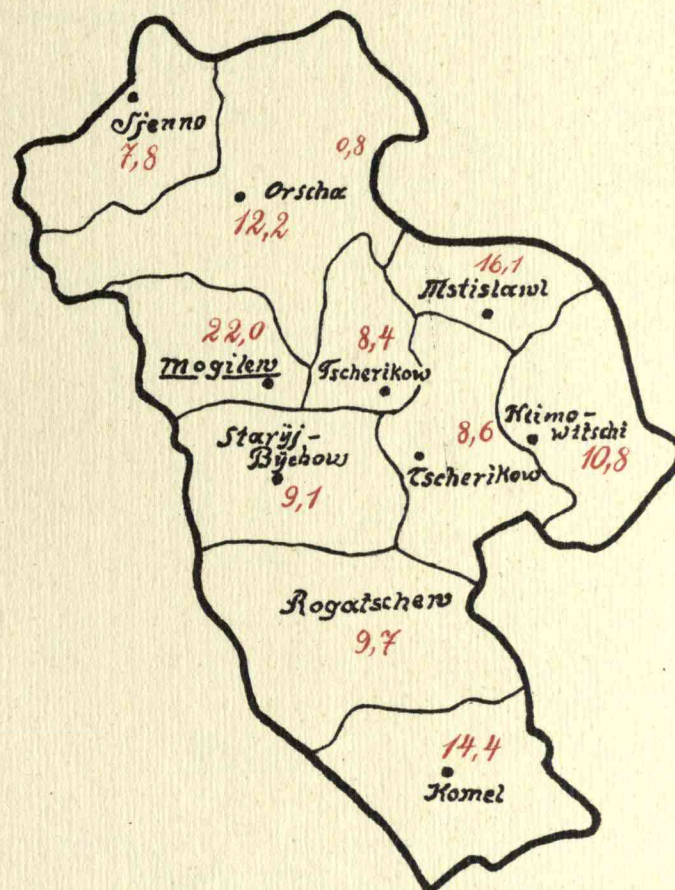 Sjenno
7,8
0,8
Orscha
12,2
16,1
Mstislawl
22,0
Mogilew
8,4
Tscherikow
Klimo-
witschi
10,8
8,6
Tscherikow
Staryj-
Bychow
9,1
Rogatschew
9,7
14,4
Homel